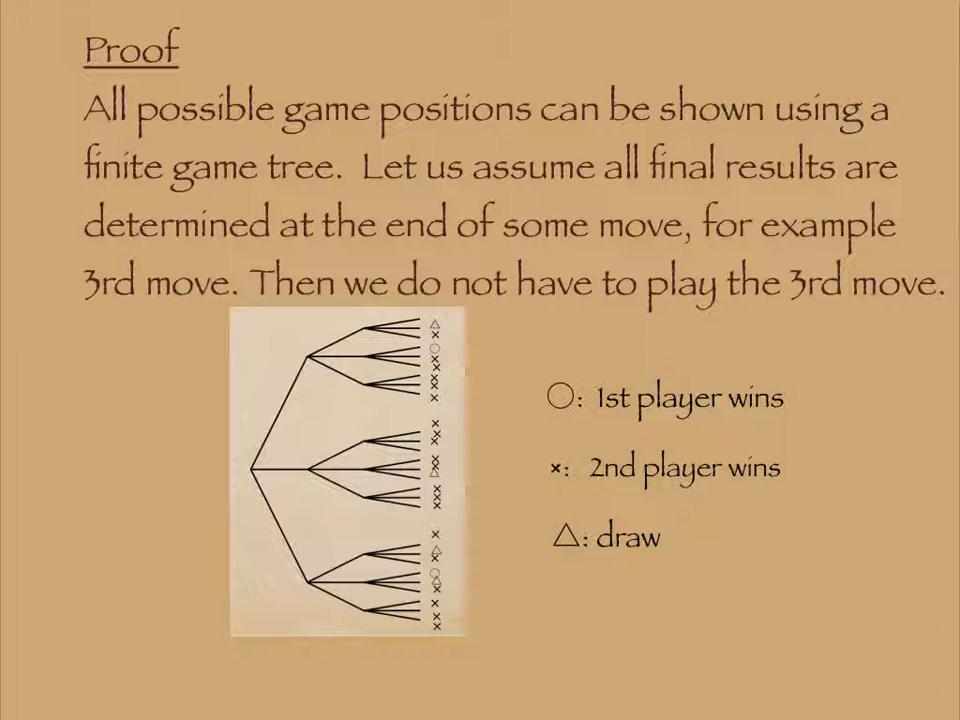 Proof
All possible game positions can be shown using a
finite game tree. Let us assume all final results are
determined at the end of some move, for example
3rd move. Then we do not have to play the 3rd move.
○: 1st player wins
×: 2nd player wins
△: draw